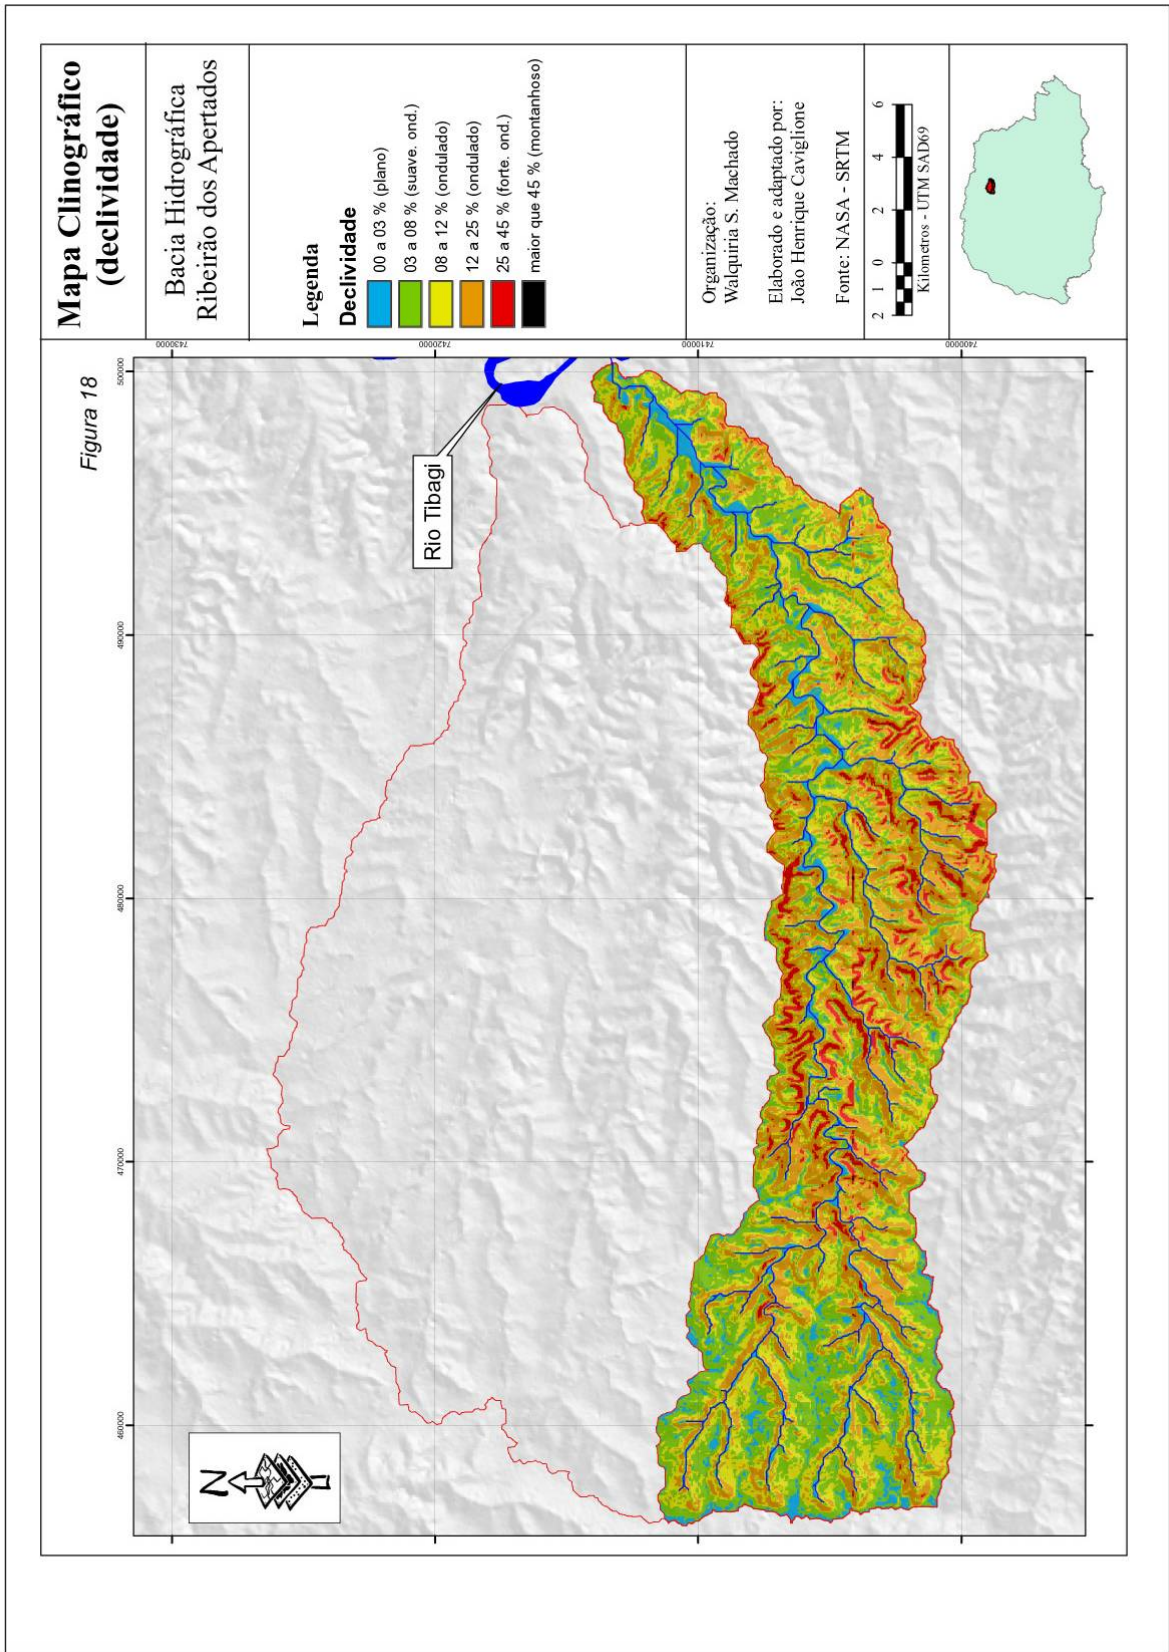 Figura 18
Mapa Clinográfico
(declividade)
Bacia Hidrográfica
Ribeirão dos Apertados
Legenda
Declividade
00 a 03 % (plano)
03 a 08 % (suave. ond.)
08 a 12 % (ondulado)
12 a 25 % (ondulado)
25 a 45 % (forte. ond.)
maior que 45 % (montanhoso)
Organização:
Walquiria S. Machado
Elaborado e adaptado por:
João Henrique Caviglione
Fonte: NASA - SRTM
2 1 0 2 4 6
Kilometros - UTM SAD69
460000 470000 480000 490000 500000
7430000
7420000
7410000
7400000
Rio Tibagi
N